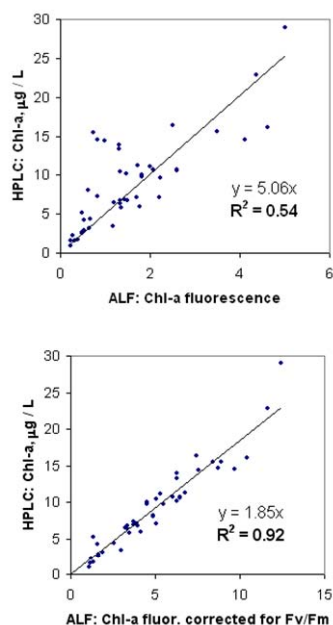 HPLC: Chl-a, µg / L
30
25
20
15
10
5
0
y = 5.06x
R² = 0.54
0 2 4 6
ALF: Chl-a fluorescence
HPLC: Chl-a, µg / L
30
25
20
15
10
5
0
y = 1.85x
R² = 0.92
0 5 10 15
ALF: Chl-a fluor. corrected for Fv/Fm